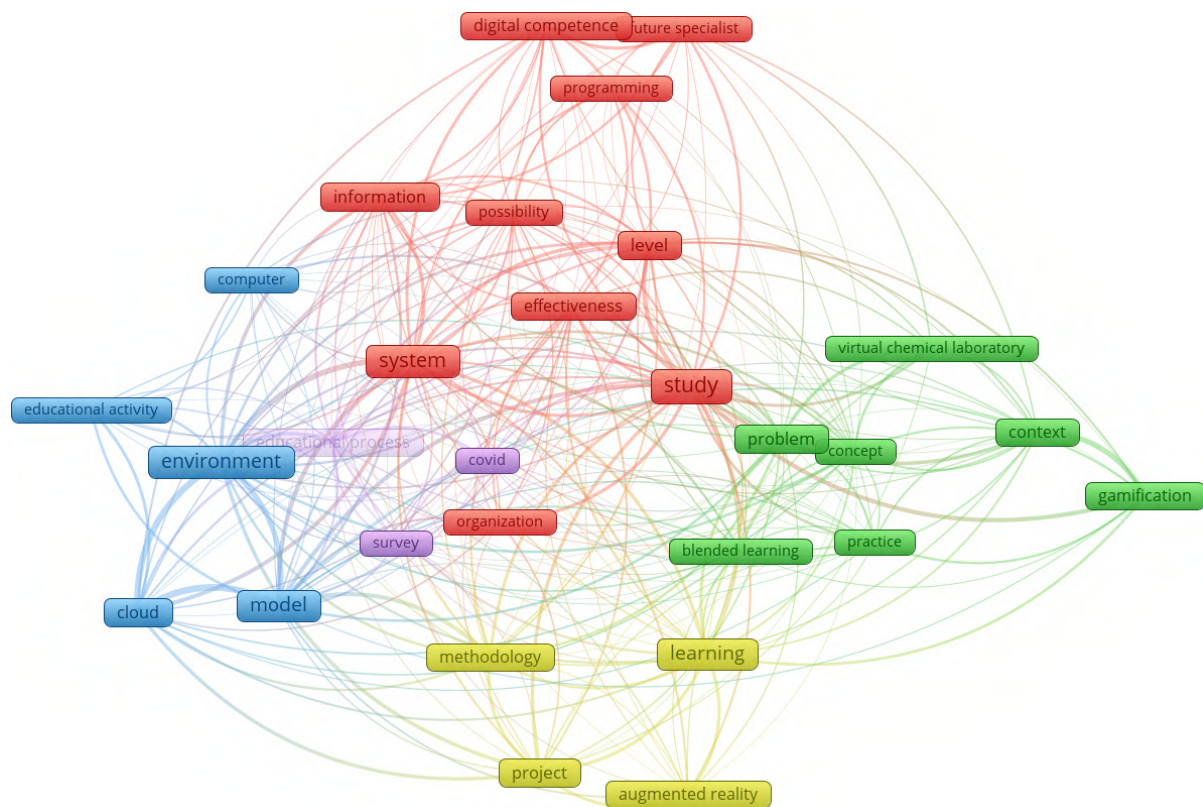 digital competence
future specialist
programming
information
possibility
level
computer
effectiveness
virtual chemical laboratory
system
study
educational activity
educational process
problem
context
concept
environment
covid
gamification
organization
survey
blended learning
practice
cloud
model
methodology
learning
project
augmented reality